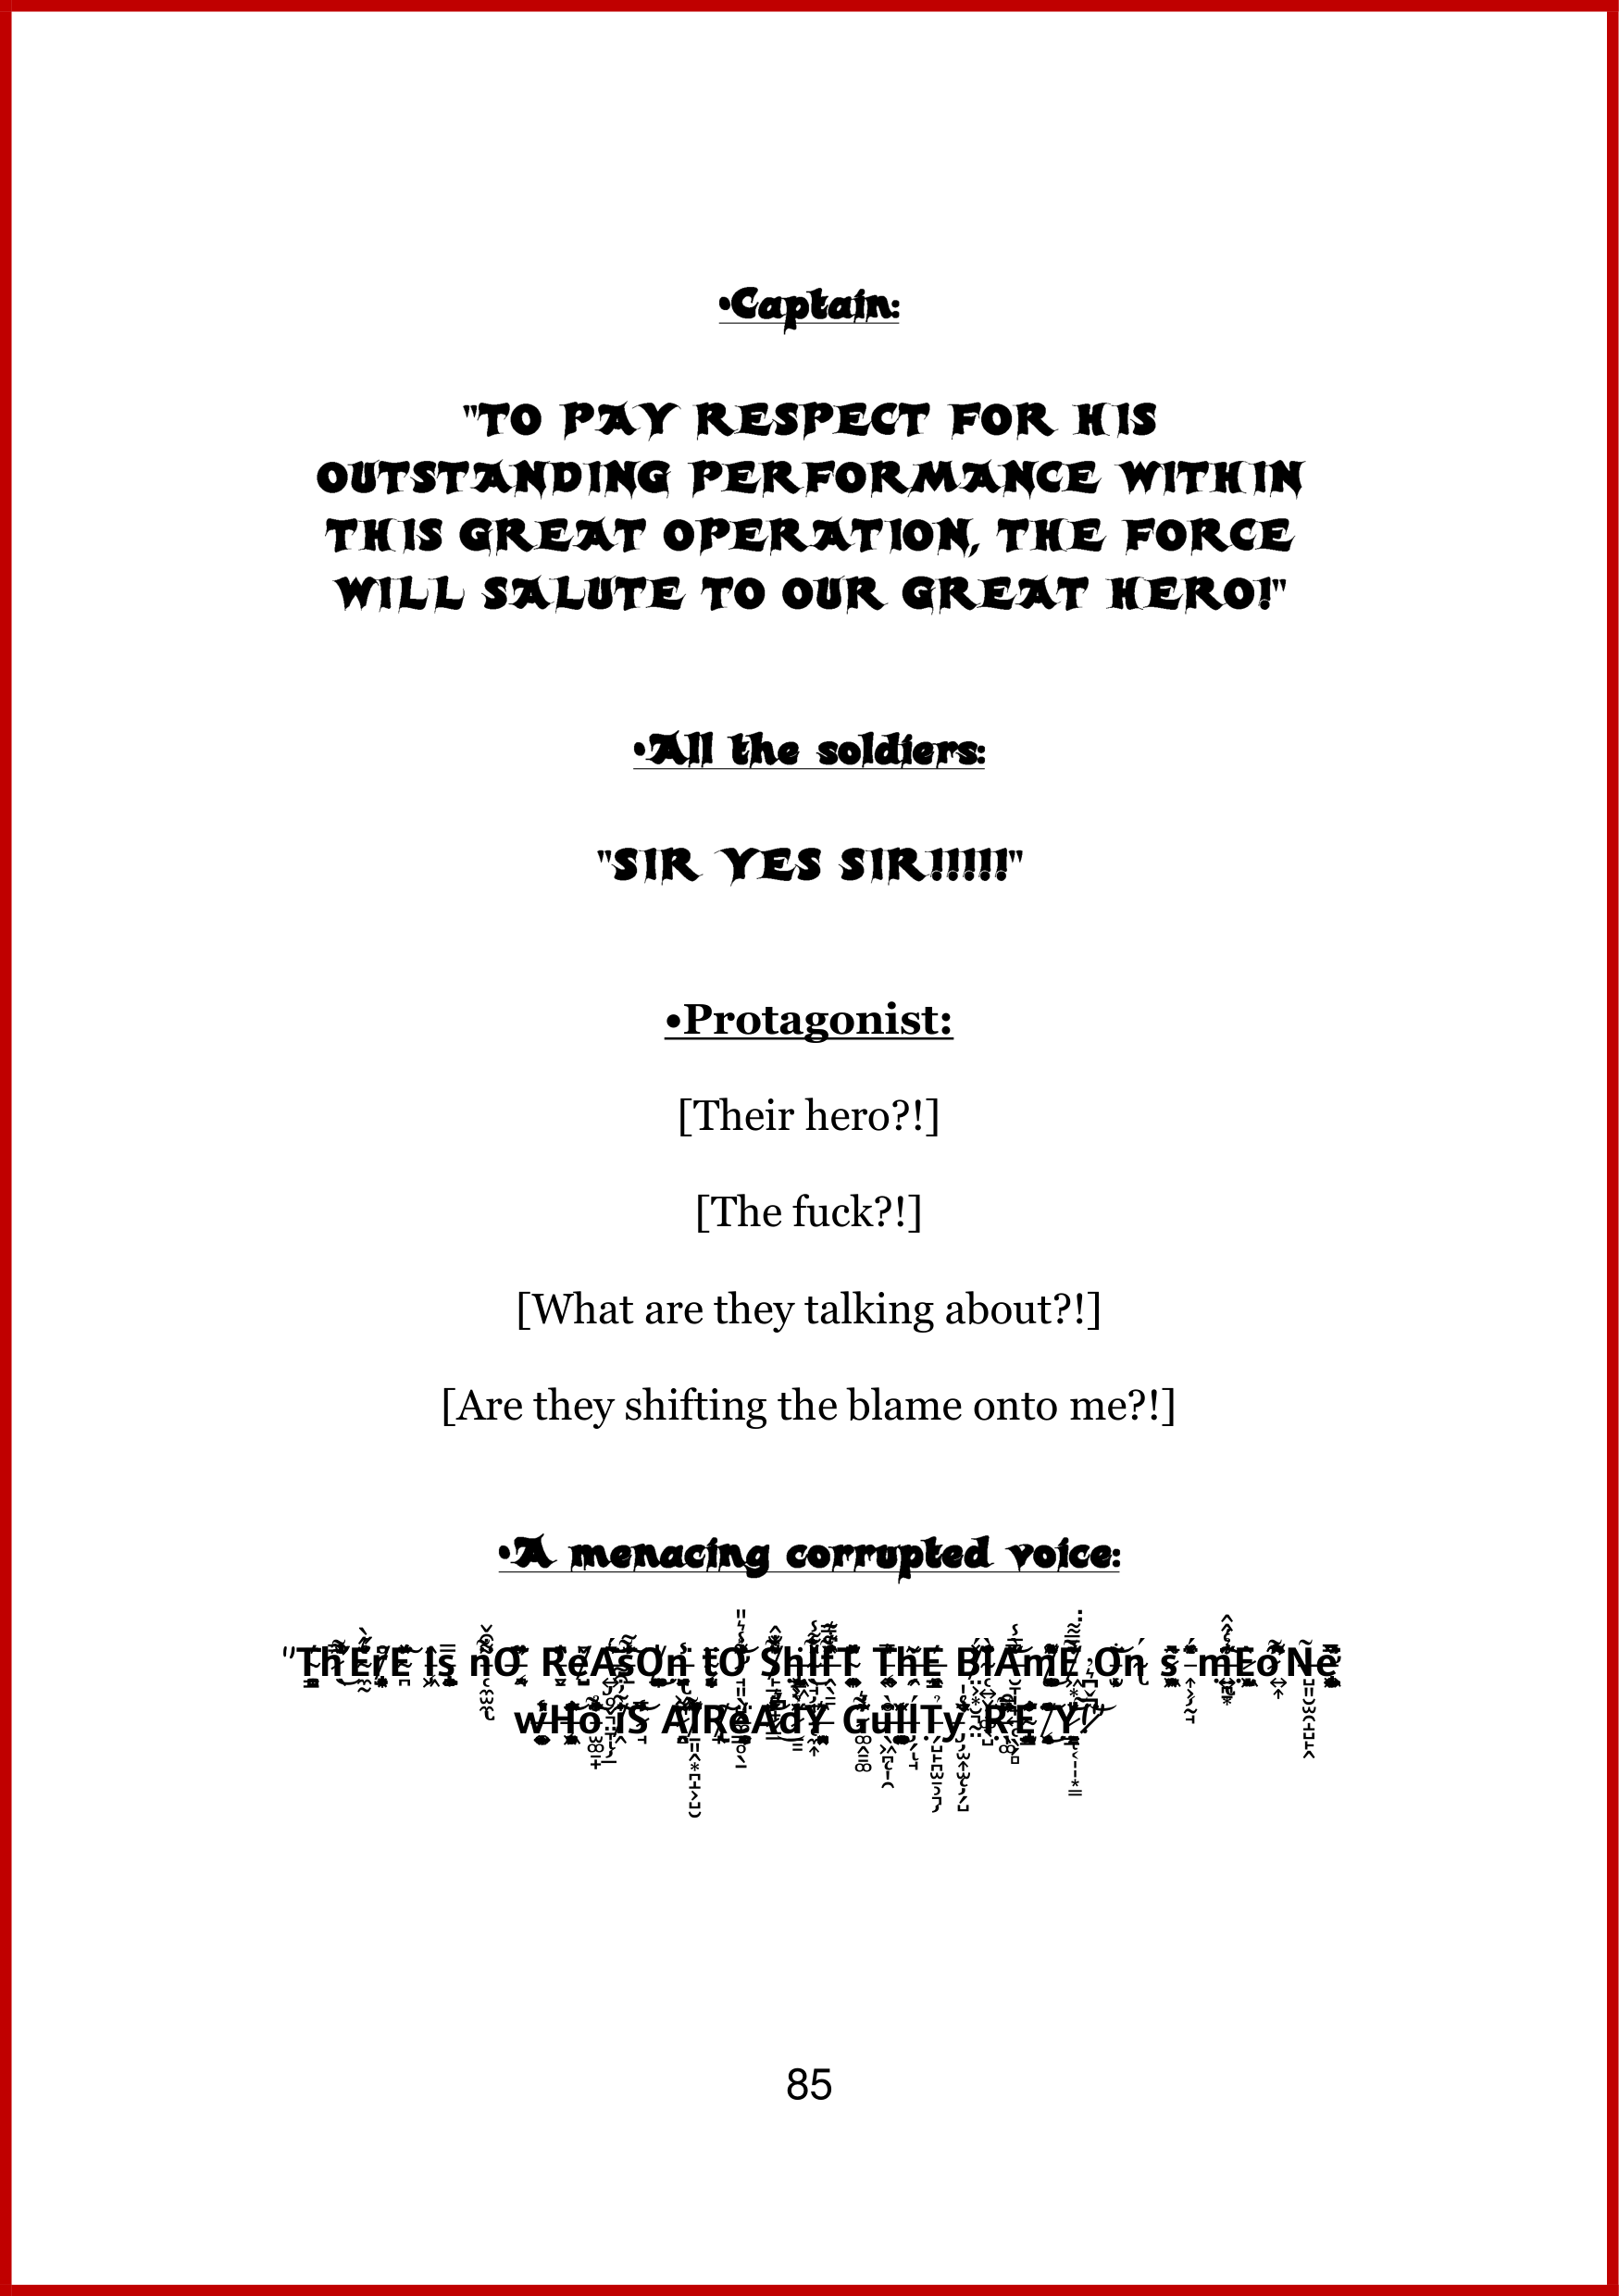 •Captain:
"TO PAY RESPECT FOR HIS
OUTSTANDING PERFORMANCE WITHIN
THIS GREAT OPERATION, THE FORCE
WILL SALUTE TO OUR GREAT HERO!"
•All the soldiers:
"SIR YES SIR!!!!!"
•Protagonist:
[Their hero?!]
[The fuck?!]
[What are they talking about?!]
[Are they shifting the blame onto me?!]
•A menacing corrupted voice:
"ThErE Is nO ReAsOn tO ShIfT ThE BlAmE On s mEoNe
wHo iS AlReAdY GuIlTy
85